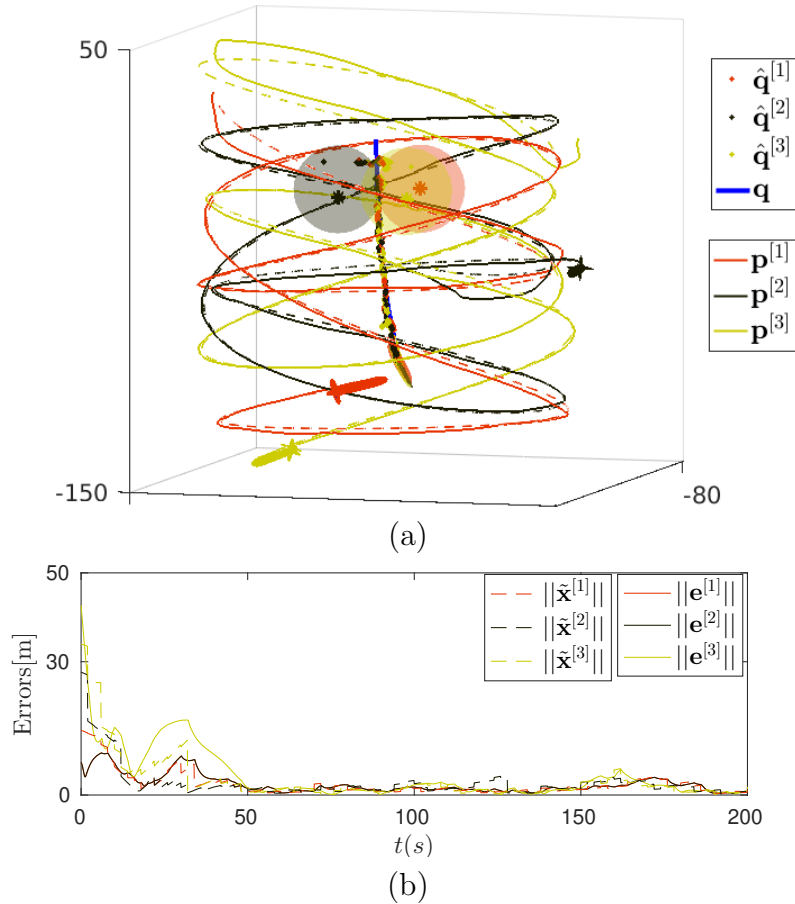 50
-150
-80
q̂^[1]
q̂^[2]
q̂^[3]
q
p^[1]
p^[2]
p^[3]
(a)
Errors[m]
50
30
0
||x̃^[1]||
||x̃^[2]||
||x̃^[3]||
||e^[1]||
||e^[2]||
||e^[3]||
0 50 100 150 200
t(s)
(b)